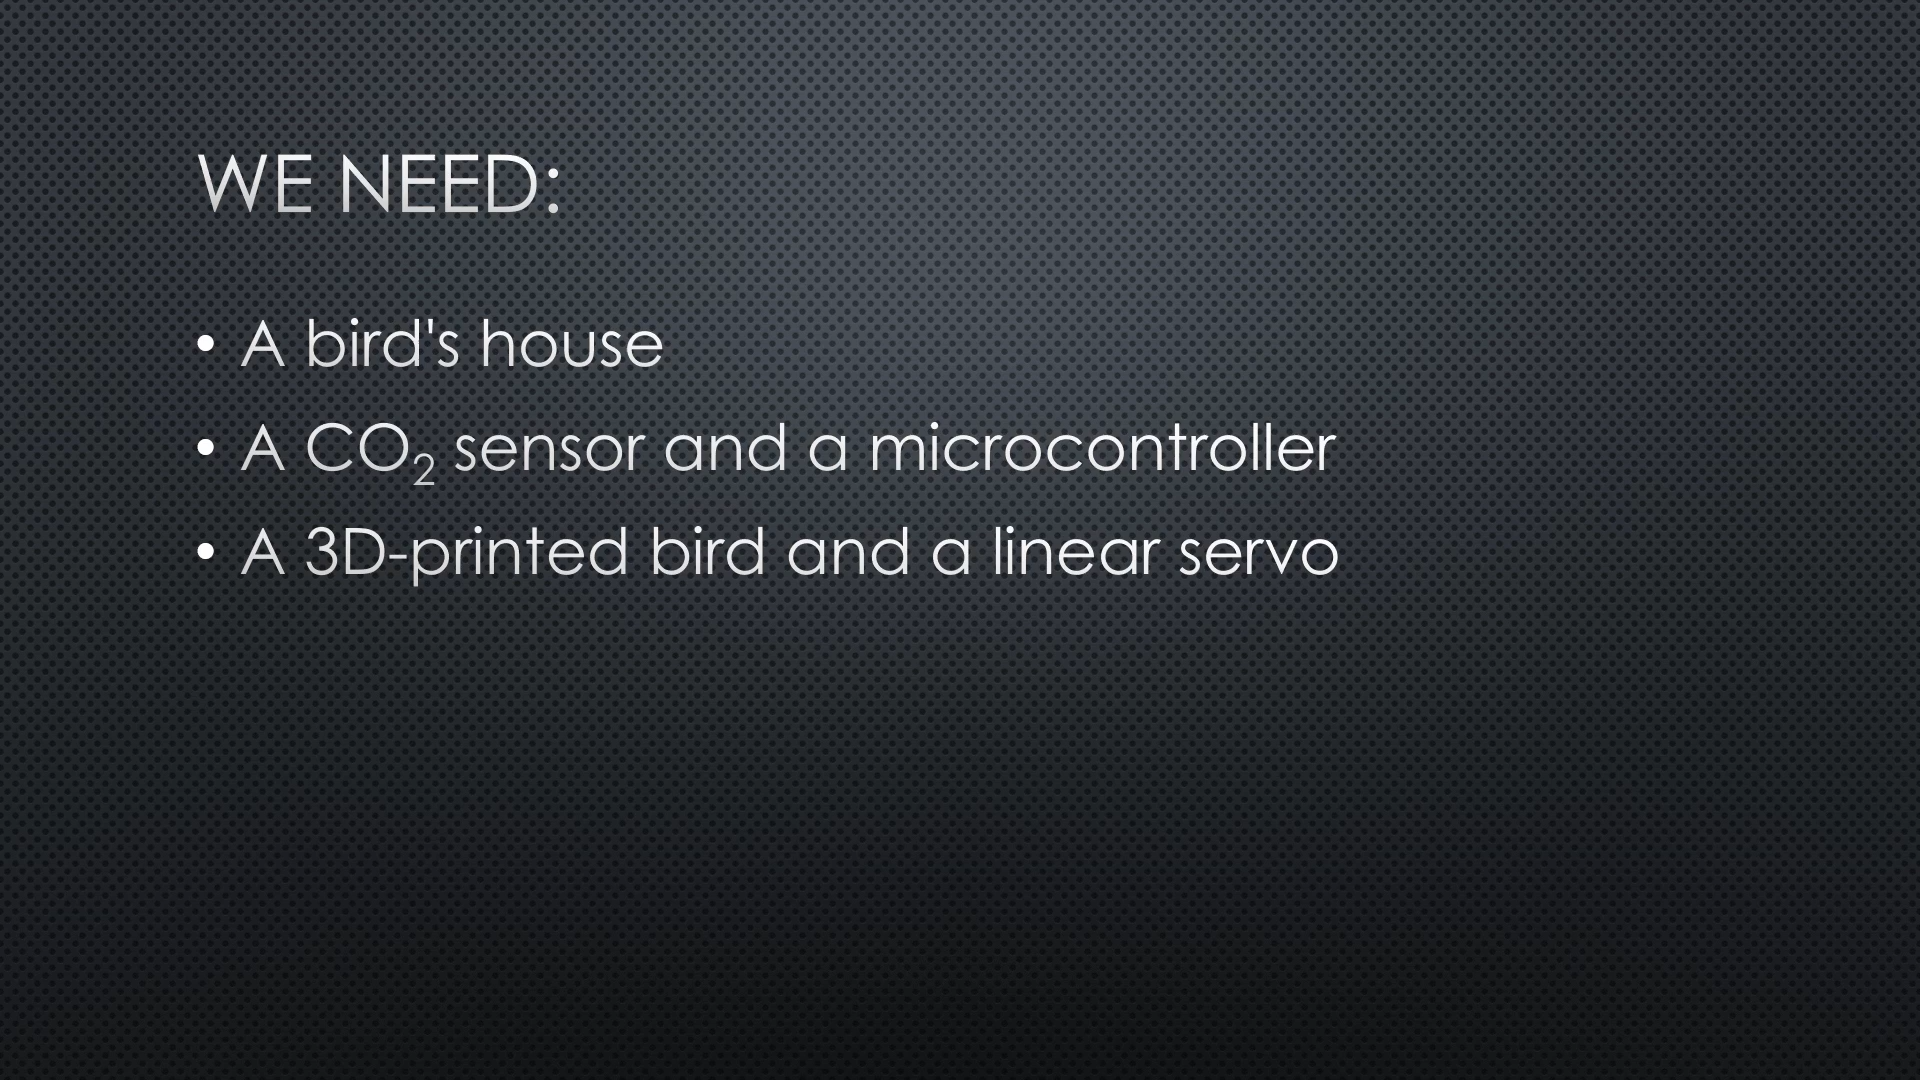 WE NEED:
• A bird's house
• A CO₂ sensor and a microcontroller
• A 3D-printed bird and a linear servo